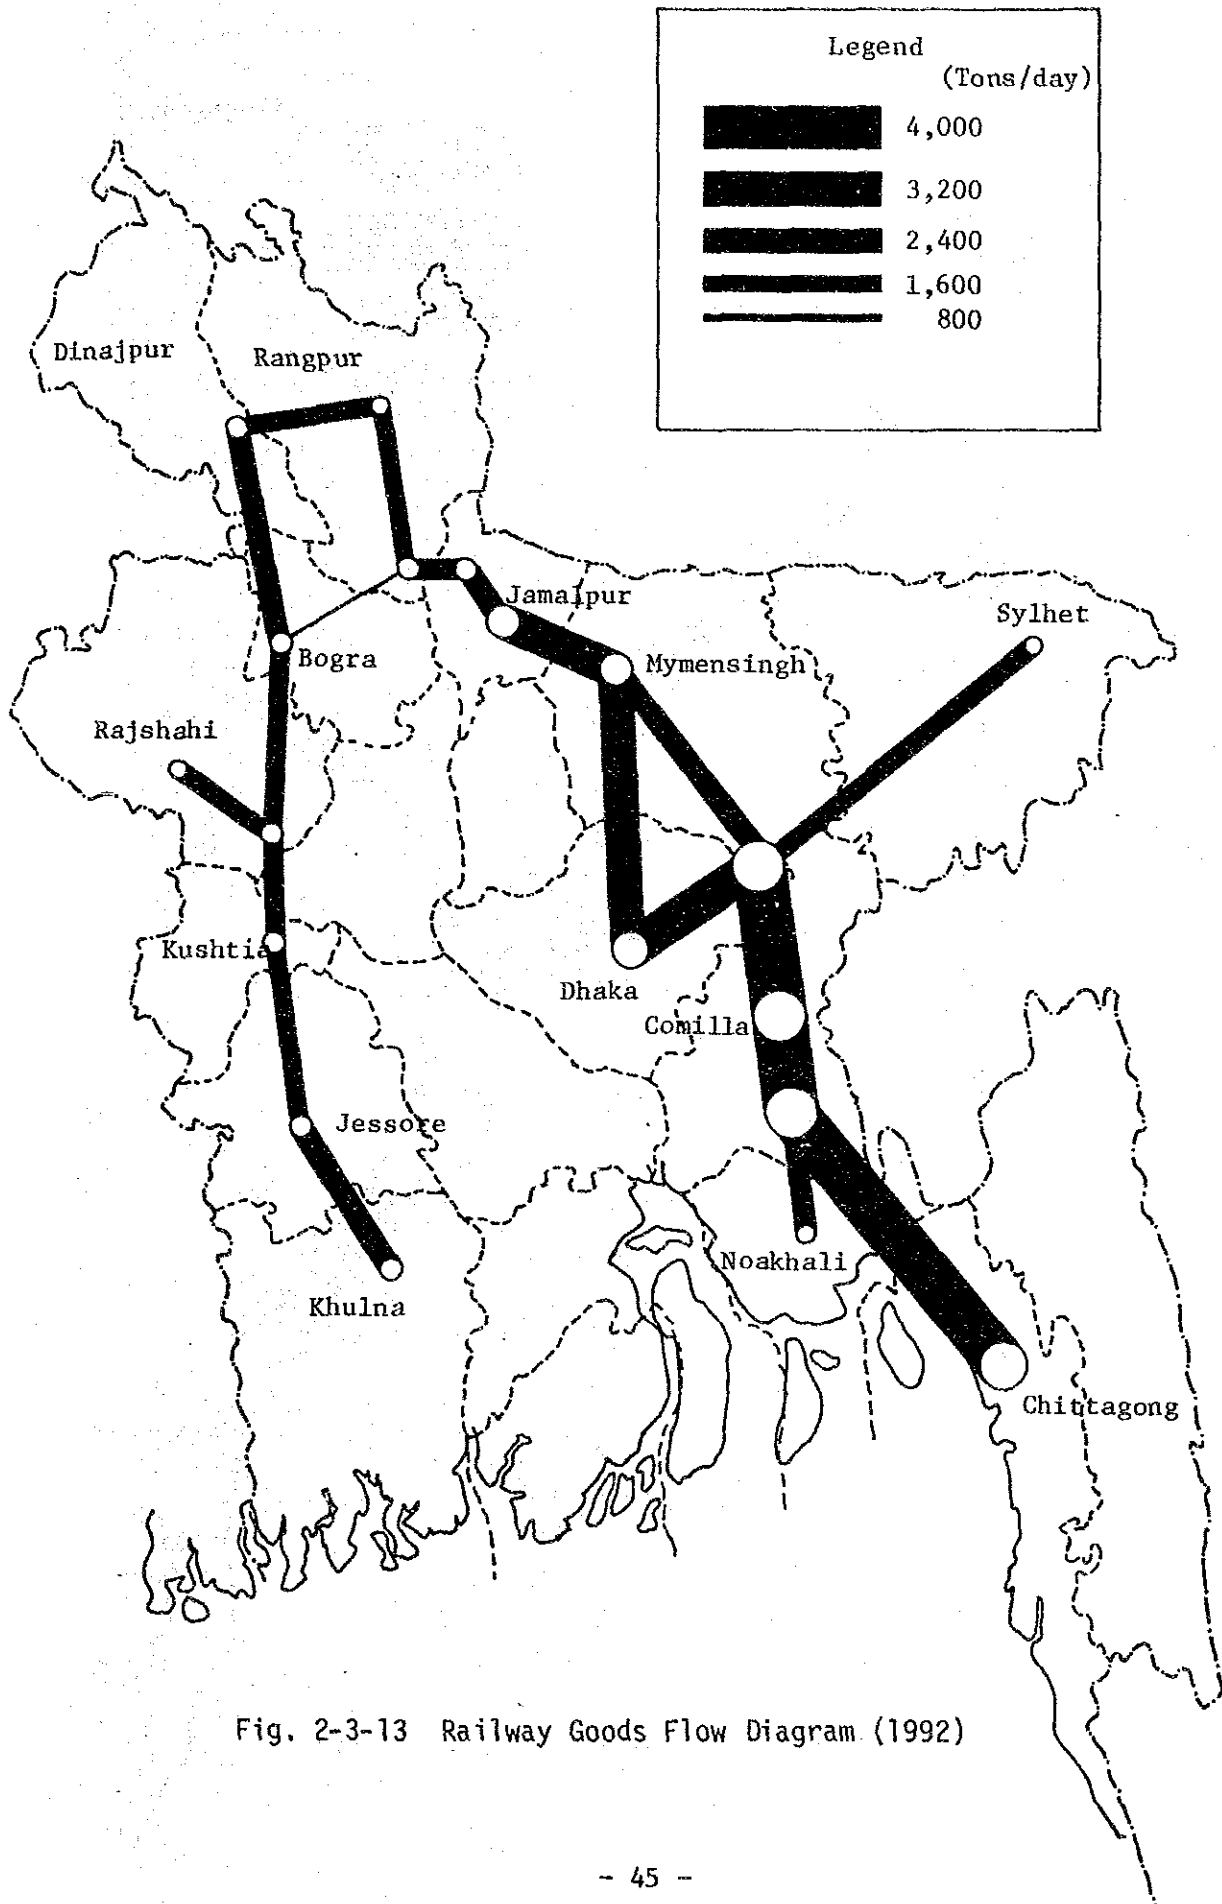 Legend
(Tons/day)
4,000
3,200
2,400
1,600
800
Dinajpur
Rangpur
Jamalpur
Sylhet
Bogra
Mymensingh
Rajshahi
Kushtia
Dhaka
Comilla
Jessore
Noakhali
Khulna
Chittagong
Fig. 2-3-13 Railway Goods Flow Diagram (1992)
- 45 -